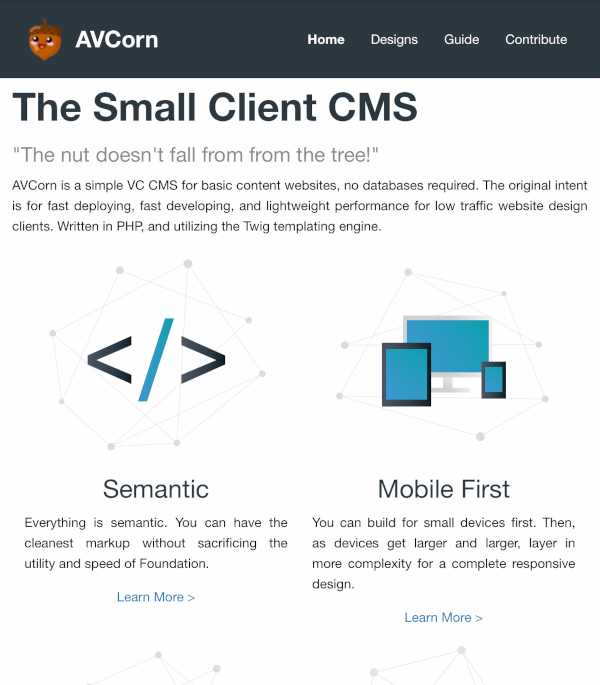 AVCorn
Home Designs Guide Contribute
The Small Client CMS
"The nut doesn't fall from from the tree!"
AVCorn is a simple VC CMS for basic content websites, no databases required. The original intent
is for fast deploying, fast developing, and lightweight performance for low traffic website design
clients. Written in PHP, and utilizing the Twig templating engine.
</>
Semantic
Everything is semantic. You can have the
cleanest markup without sacrificing the
utility and speed of Foundation.
Learn More >
Mobile First
You can build for small devices first. Then,
as devices get larger and larger, layer in
more complexity for a complete responsive
design.
Learn More >